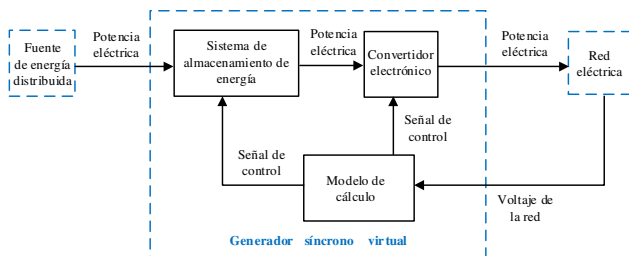 Fuente
de energía
distribuida
Potencia
eléctrica
Sistema de
almacenamiento de
energía
Potencia
eléctrica
Convertidor
electrónico
Potencia
eléctrica
Red
eléctrica
Señal de
control
Señal de
control
Modelo de
cálculo
Voltaje de
la red
Generador síncrono virtual